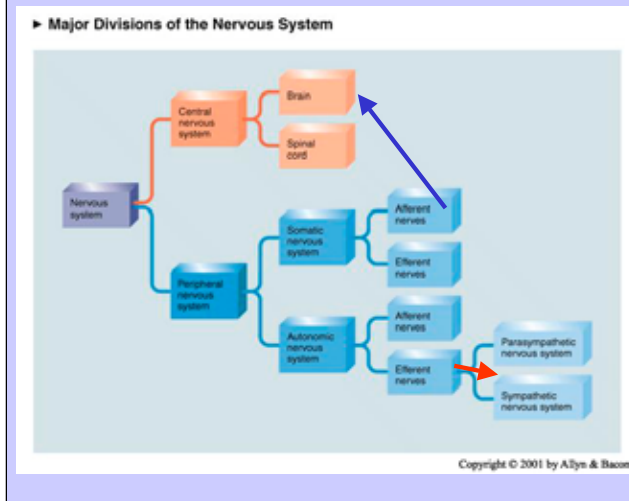 ► Major Divisions of the Nervous System
Brain
Central
nervous
system
Spinal
cord
Nervous
system
Afferent
nerves
Somatic
nervous
system
Efferent
nerves
Peripheral
nervous
system
Afferent
nerves
Autonomic
nervous
system
Efferent
nerves
Parasympathetic
nervous system
Sympathetic
nervous system
Copyright © 2001 by Allyn & Bacon